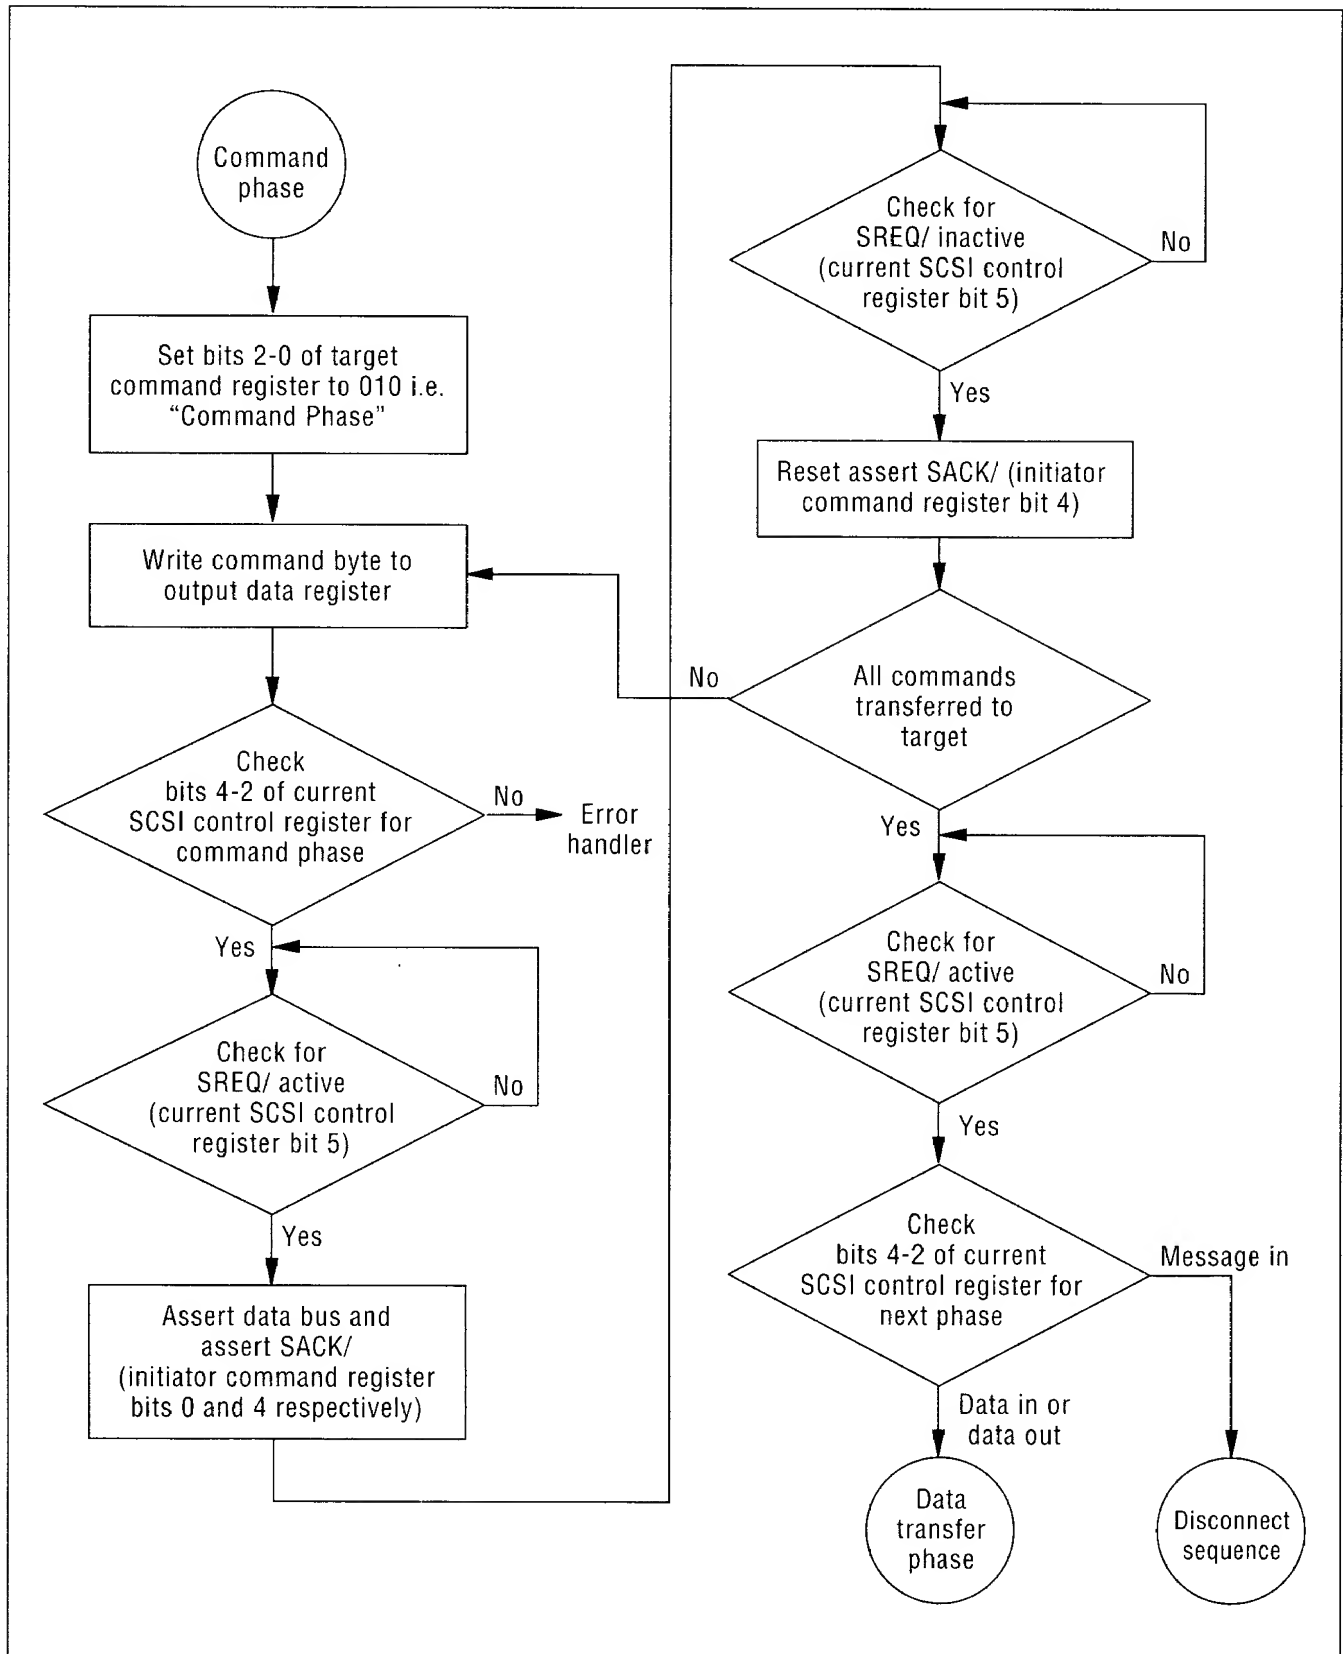 Command
phase
Set bits 2-0 of target
command register to 010 i.e.
“Command Phase”
Write command byte to
output data register
Check
bits 4-2 of current
SCSI control register for
command phase
No
Error
handler
Yes
Check for
SREQ/ active
(current SCSI control
register bit 5)
No
Yes
Assert data bus and
assert SACK/
(initiator command register
bits 0 and 4 respectively)
Check for
SREQ/ inactive
(current SCSI control
register bit 5)
No
Yes
Reset assert SACK/ (initiator
command register bit 4)
All commands
transferred to
target
No
Yes
Check for
SREQ/ active
(current SCSI control
register bit 5)
No
Yes
Check
bits 4-2 of current
SCSI control register for
next phase
Message in
Data in or
data out
Data
transfer
phase
Disconnect
sequence